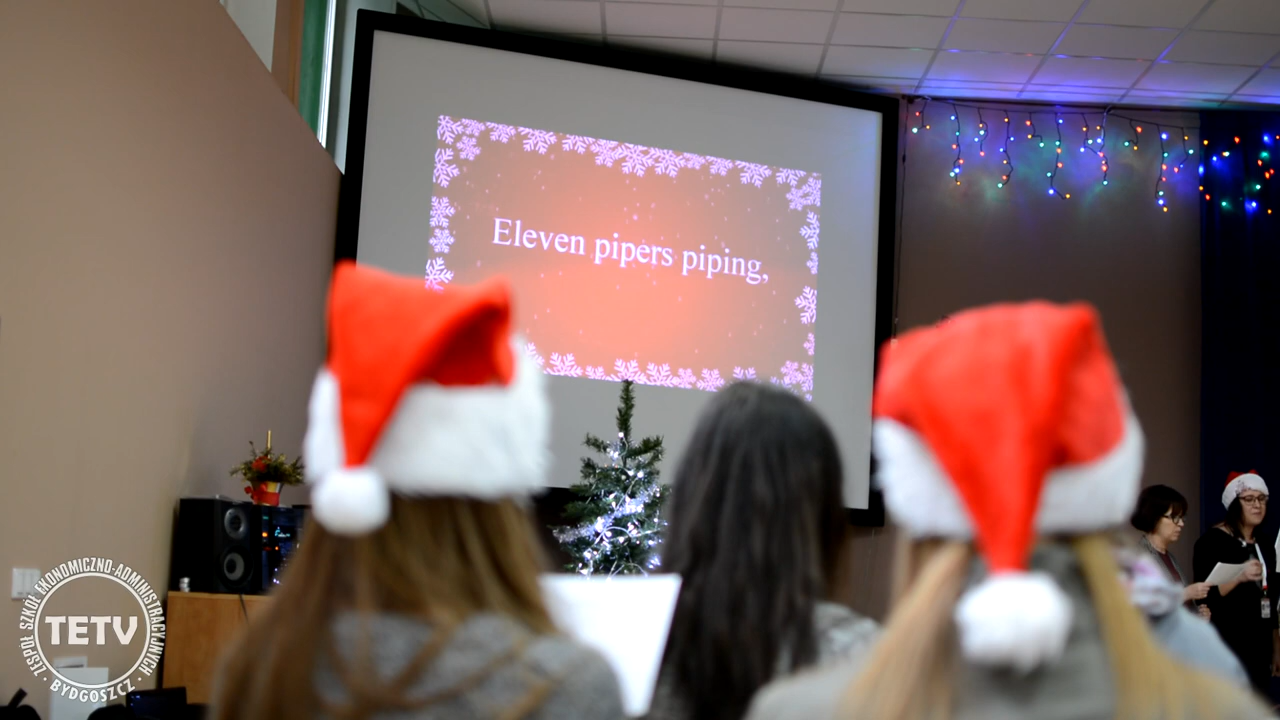 Eleven pipers piping,
ZESPÓŁ SZKÓŁ EKONOMICZNO-ADMINISTRACYJNYCH
TETV
· BYDGOSZCZ ·